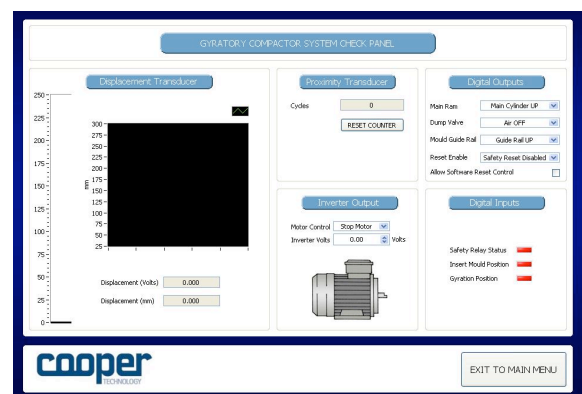 GYRATORY COMPACTOR SYSTEM CHECK PANEL
Displacement Transducer
250
225
200
175
150
125
100
75
50
25
0
300
275
250
225
200
175
150
125
100
75
50
25
mm
Displacement (Volts) 0.000
Displacement (mm) 0.000
Proximity Transducer
Cycles 0
RESET COUNTER
Inverter Output
Motor Control Stop Motor
Inverter Volts 0.00 Volts
Digital Outputs
Main Ram Main Cylinder UP
Dump Valve Air OFF
Mould Guide Rail Guide Rail UP
Reset Enable Safety Reset Disabled
Allow Software Reset Control
Digital Inputs
Safety Relay Status
Insert Mould Position
Gyration Position
cooper
TECHNOLOGY
EXIT TO MAIN MENU